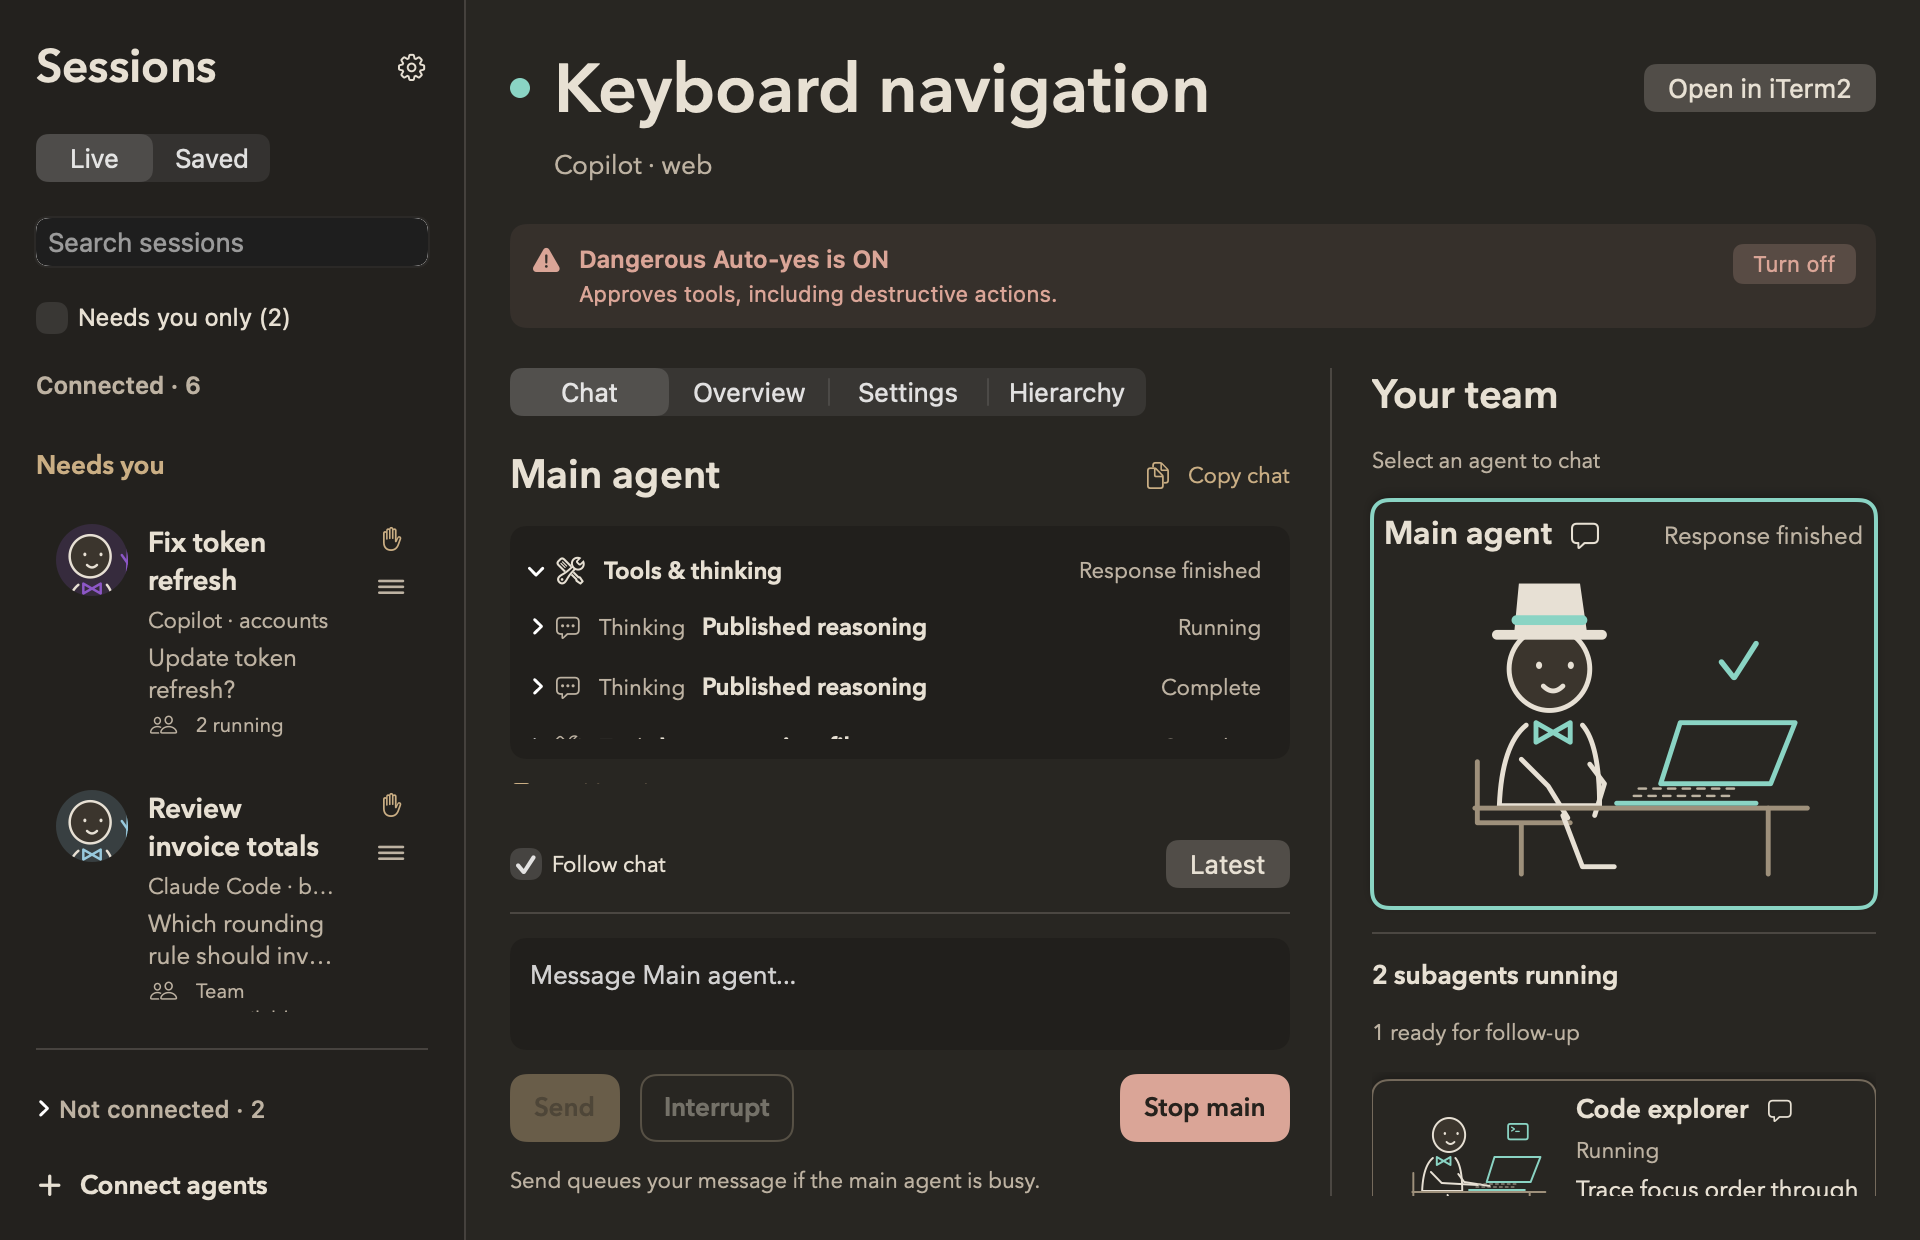 Sessions
Live
Saved
Search sessions
Needs you only (2)
Connected · 6
Needs you
Fix token
refresh
Copilot · accounts
Update token
refresh?
2 running
Review
invoice totals
Claude Code · b…
Which rounding
rule should inv…
Team
Not connected · 2
Connect agents
Keyboard navigation
Open in iTerm2
Copilot · web
Dangerous Auto-yes is ON
Approves tools, including destructive actions.
Turn off
Chat
Overview
Settings
Hierarchy
Main agent
Copy chat
Tools & thinking
Response finished
Thinking Published reasoning
Running
Thinking Published reasoning
Complete
Follow chat
Latest
Message Main agent...
Send
Interrupt
Stop main
Send queues your message if the main agent is busy.
Your team
Select an agent to chat
Main agent
Response finished
2 subagents running
1 ready for follow-up
Code explorer
Running
Trace focus order through